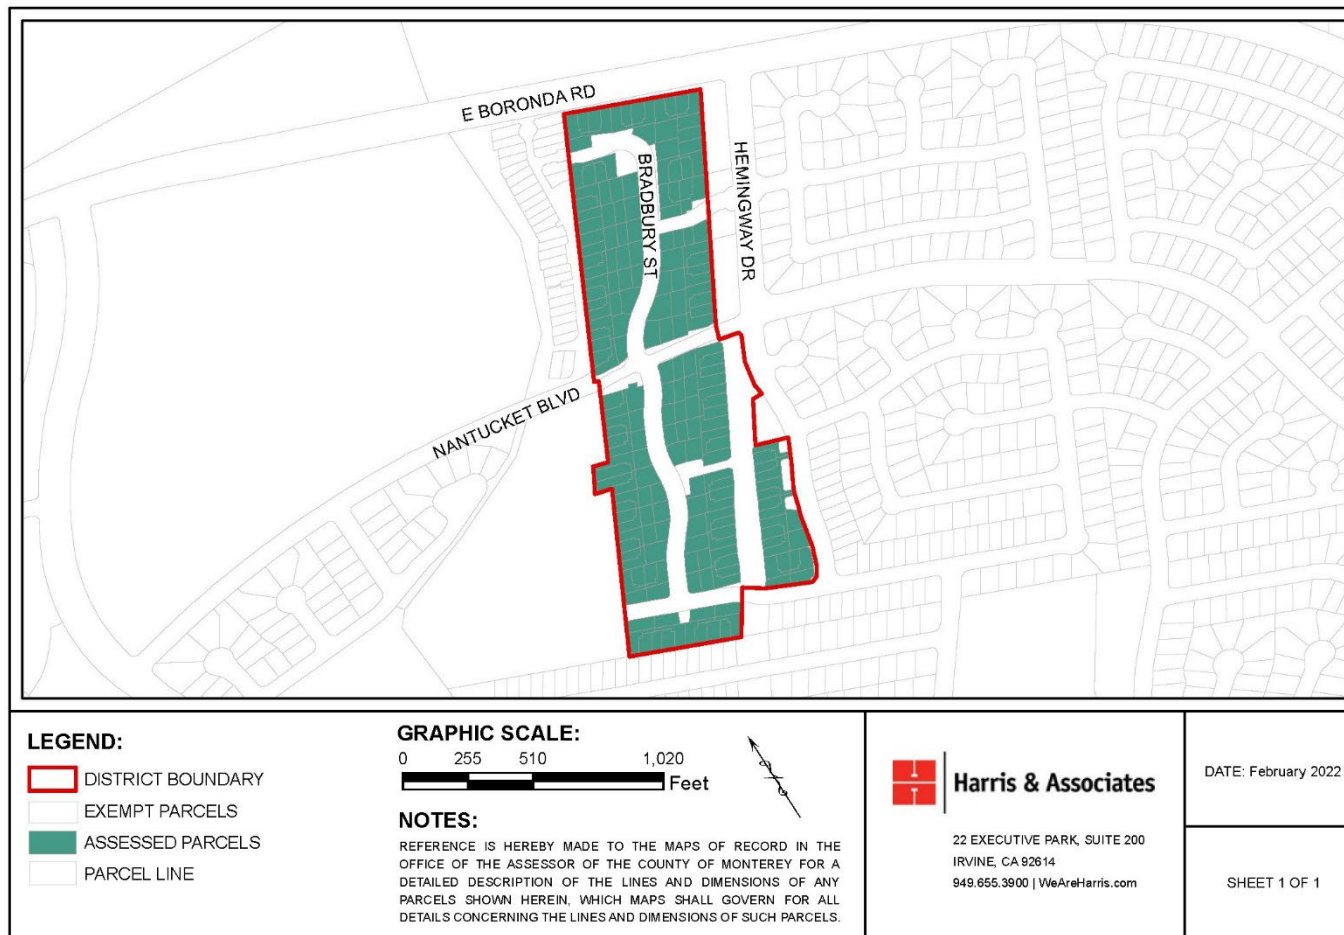 E BORONDA RD
BRADBURY ST
HEMINGWAY DR
NANTUCKET BLVD
LEGEND:
DISTRICT BOUNDARY
EXEMPT PARCELS
ASSESSED PARCELS
PARCEL LINE
GRAPHIC SCALE:
0 255 510 1,020
Feet
NOTES:
REFERENCE IS HEREBY MADE TO THE MAPS OF RECORD IN THE
OFFICE OF THE ASSESSOR OF THE COUNTY OF MONTEREY FOR A
DETAILED DESCRIPTION OF THE LINES AND DIMENSIONS OF ANY
PARCELS SHOWN HEREIN, WHICH MAPS SHALL GOVERN FOR ALL
DETAILS CONCERNING THE LINES AND DIMENSIONS OF SUCH PARCELS.
Harris & Associates
22 EXECUTIVE PARK, SUITE 200
IRVINE, CA 92614
949.655.3900 | WeAreHarris.com
DATE: February 2022
SHEET 1 OF 1